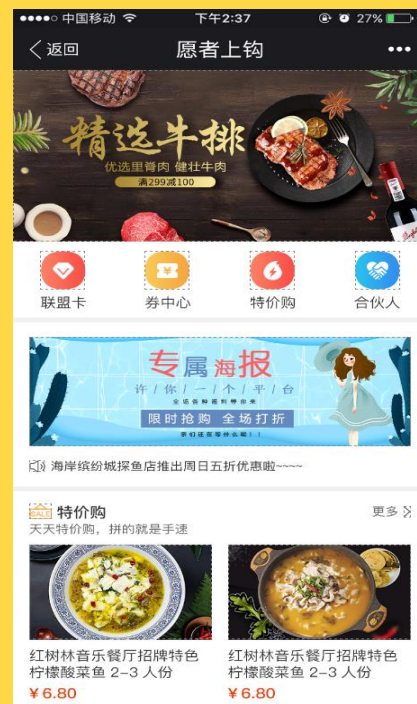 中国移动 下午2:37 27%
返回 愿者上钩
精选牛排
优选里脊肉 健壮牛肉
满299减100
联盟卡 券中心 特价购 合伙人
专属海报
许/你/一/个/平/台
限时抢购 全场打折
海岸缤纷城探鱼店推出周日五折优惠啦~~~~
SALE 特价购 更多
天天特价购，拼的就是手速
红树林音乐餐厅招牌特色
柠檬酸菜鱼 2-3 人份
¥6.80
红树林音乐餐厅招牌特色
柠檬酸菜鱼 2-3 人份
¥6.80